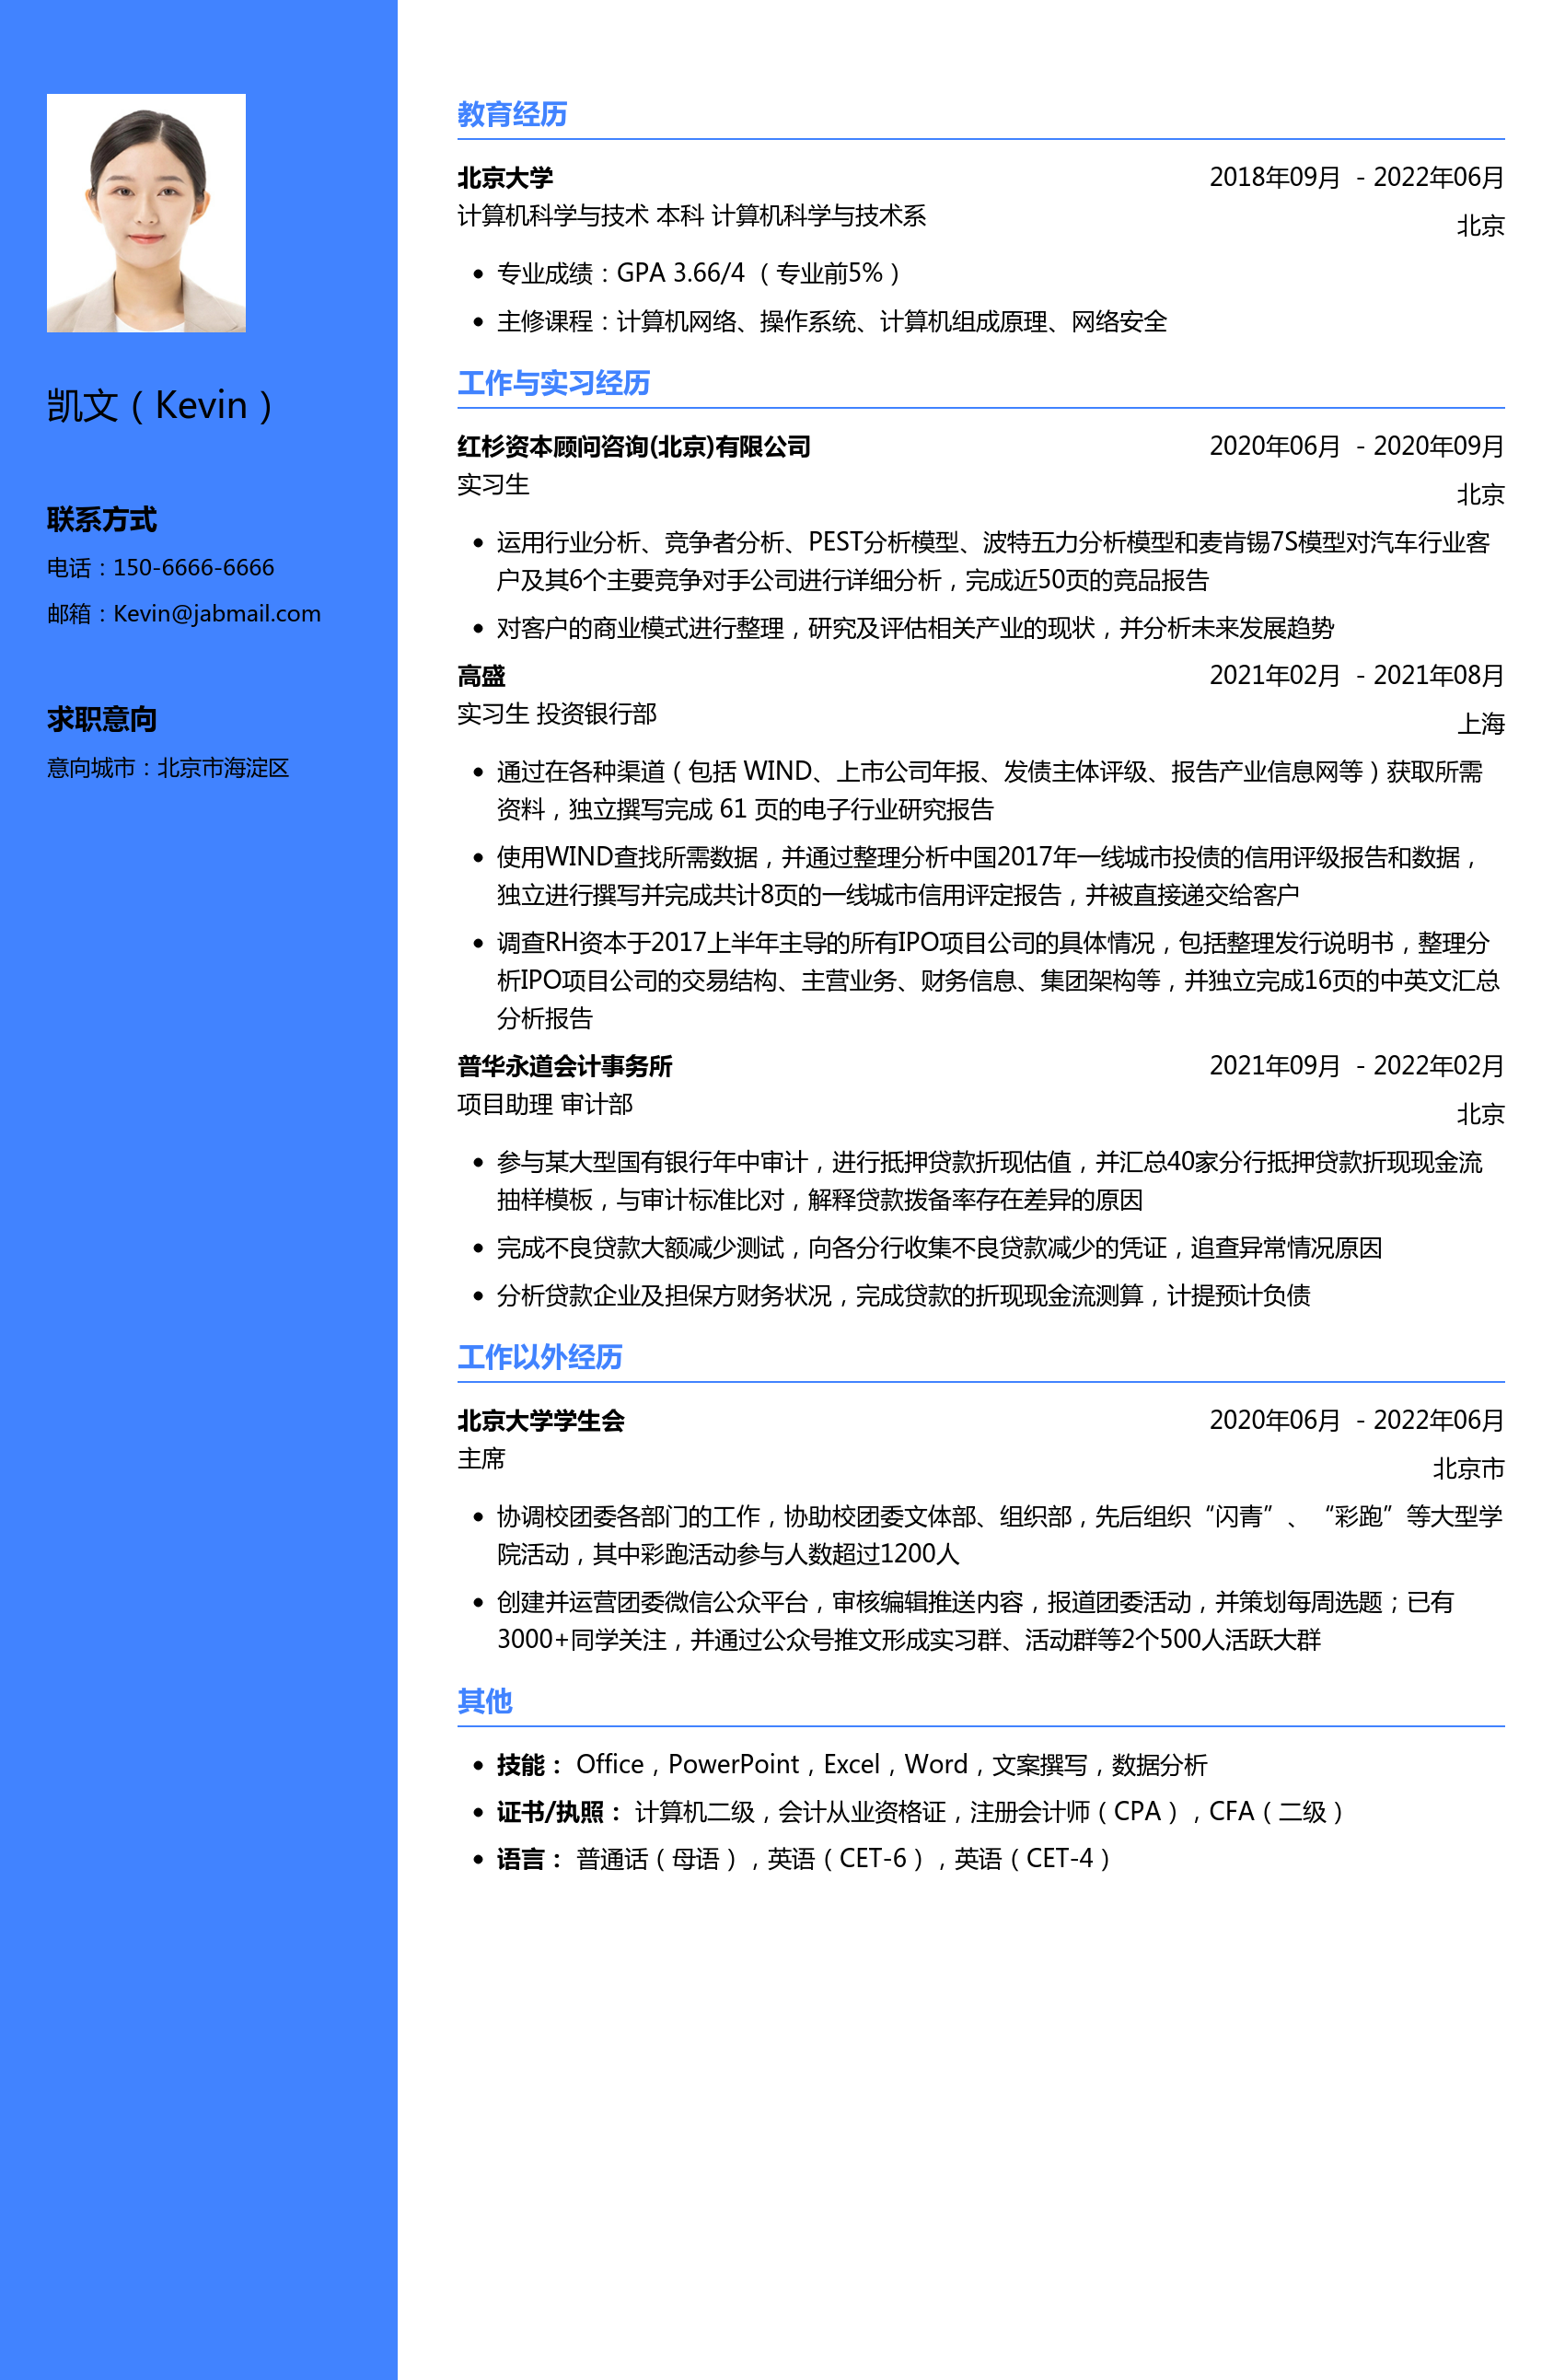 凯文（Kevin）
联系方式
电话：150-6666-6666
邮箱：Kevin@jabmail.com
求职意向
意向城市：北京市海淀区
教育经历
北京大学 2018年09月 - 2022年06月
计算机科学与技术 本科 计算机科学与技术系 北京
• 专业成绩：GPA 3.66/4 （专业前5%）
• 主修课程：计算机网络、操作系统、计算机组成原理、网络安全
工作与实习经历
红杉资本顾问咨询(北京)有限公司 2020年06月 - 2020年09月
实习生 北京
• 运用行业分析、竞争者分析、PEST分析模型、波特五力分析模型和麦肯锡7S模型对汽车行业客
户及其6个主要竞争对手公司进行详细分析，完成近50页的竞品报告
• 对客户的商业模式进行整理，研究及评估相关产业的现状，并分析未来发展趋势
高盛 2021年02月 - 2021年08月
实习生 投资银行部 上海
• 通过在各种渠道（包括 WIND、上市公司年报、发债主体评级、报告产业信息网等）获取所需
资料，独立撰写完成 61 页的电子行业研究报告
• 使用WIND查找所需数据，并通过整理分析中国2017年一线城市投债的信用评级报告和数据，
独立进行撰写并完成共计8页的一线城市信用评定报告，并被直接递交给客户
• 调查RH资本于2017上半年主导的所有IPO项目公司的具体情况，包括整理发行说明书，整理分
析IPO项目公司的交易结构、主营业务、财务信息、集团架构等，并独立完成16页的中英文汇总
分析报告
普华永道会计事务所 2021年09月 - 2022年02月
项目助理 审计部 北京
• 参与某大型国有银行年中审计，进行抵押贷款折现估值，并汇总40家分行抵押贷款折现现金流
抽样模板，与审计标准比对，解释贷款拨备率存在差异的原因
• 完成不良贷款大额减少测试，向各分行收集不良贷款减少的凭证，追查异常情况原因
• 分析贷款企业及担保方财务状况，完成贷款的折现现金流测算，计提预计负债
工作以外经历
北京大学学生会 2020年06月 - 2022年06月
主席 北京市
• 协调校团委各部门的工作，协助校团委文体部、组织部，先后组织“闪青”、“彩跑”等大型学
院活动，其中彩跑活动参与人数超过1200人
• 创建并运营团委微信公众平台，审核编辑推送内容，报道团委活动，并策划每周选题；已有
3000+同学关注，并通过公众号推文形成实习群、活动群等2个500人活跃大群
其他
• 技能： Office，PowerPoint，Excel，Word，文案撰写，数据分析
• 证书/执照： 计算机二级，会计从业资格证，注册会计师（CPA），CFA（二级）
• 语言： 普通话（母语），英语（CET-6），英语（CET-4）